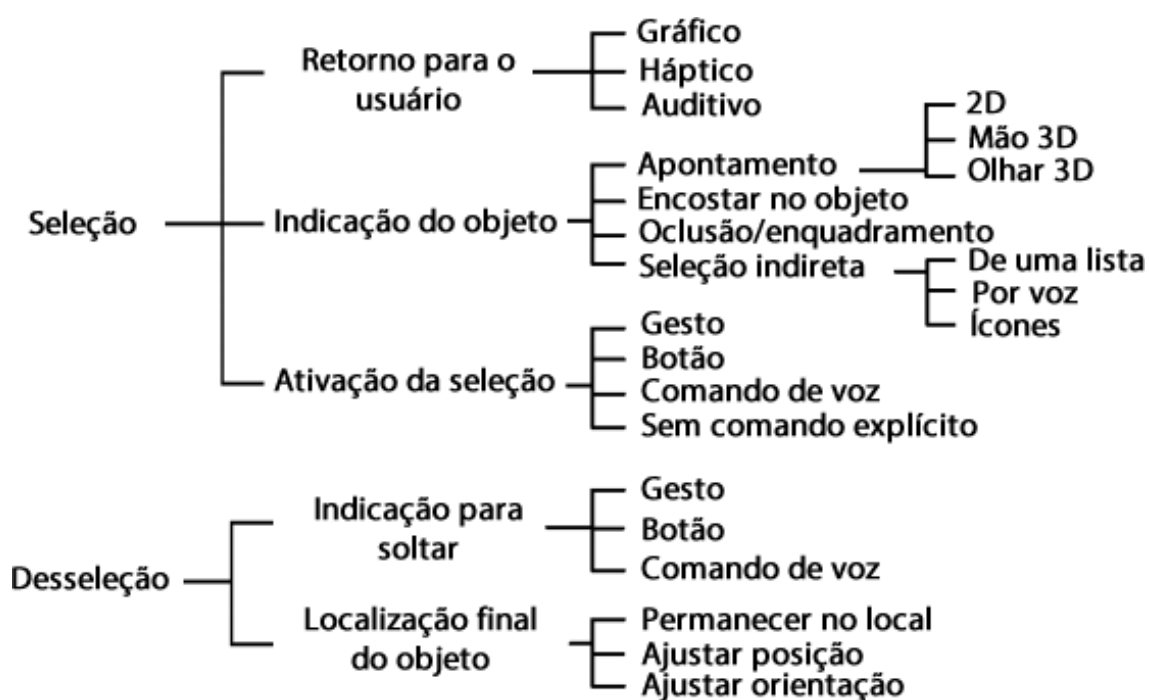 Seleção
Retorno para o
usuário
Gráfico
Háptico
Auditivo
Indicação do objeto
Apontamento
2D
Mão 3D
Olhar 3D
Encostar no objeto
Oclusão/enquadramento
Seleção indireta
De uma lista
Por voz
Ícones
Ativação da seleção
Gesto
Botão
Comando de voz
Sem comando explícito
Desseleção
Indicação para
soltar
Gesto
Botão
Comando de voz
Localização final
do objeto
Permanecer no local
Ajustar posição
Ajustar orientação